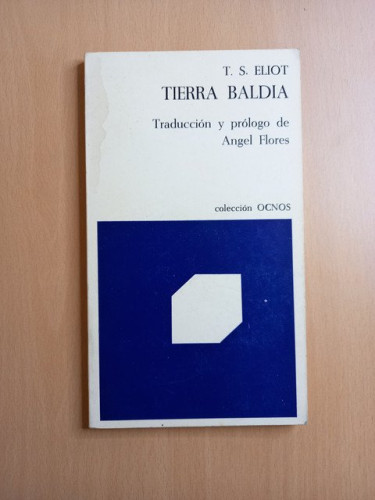 T. S. ELIOT
TIERRA BALDIA
Traducción y prólogo de
Angel Flores
colección OCNOS